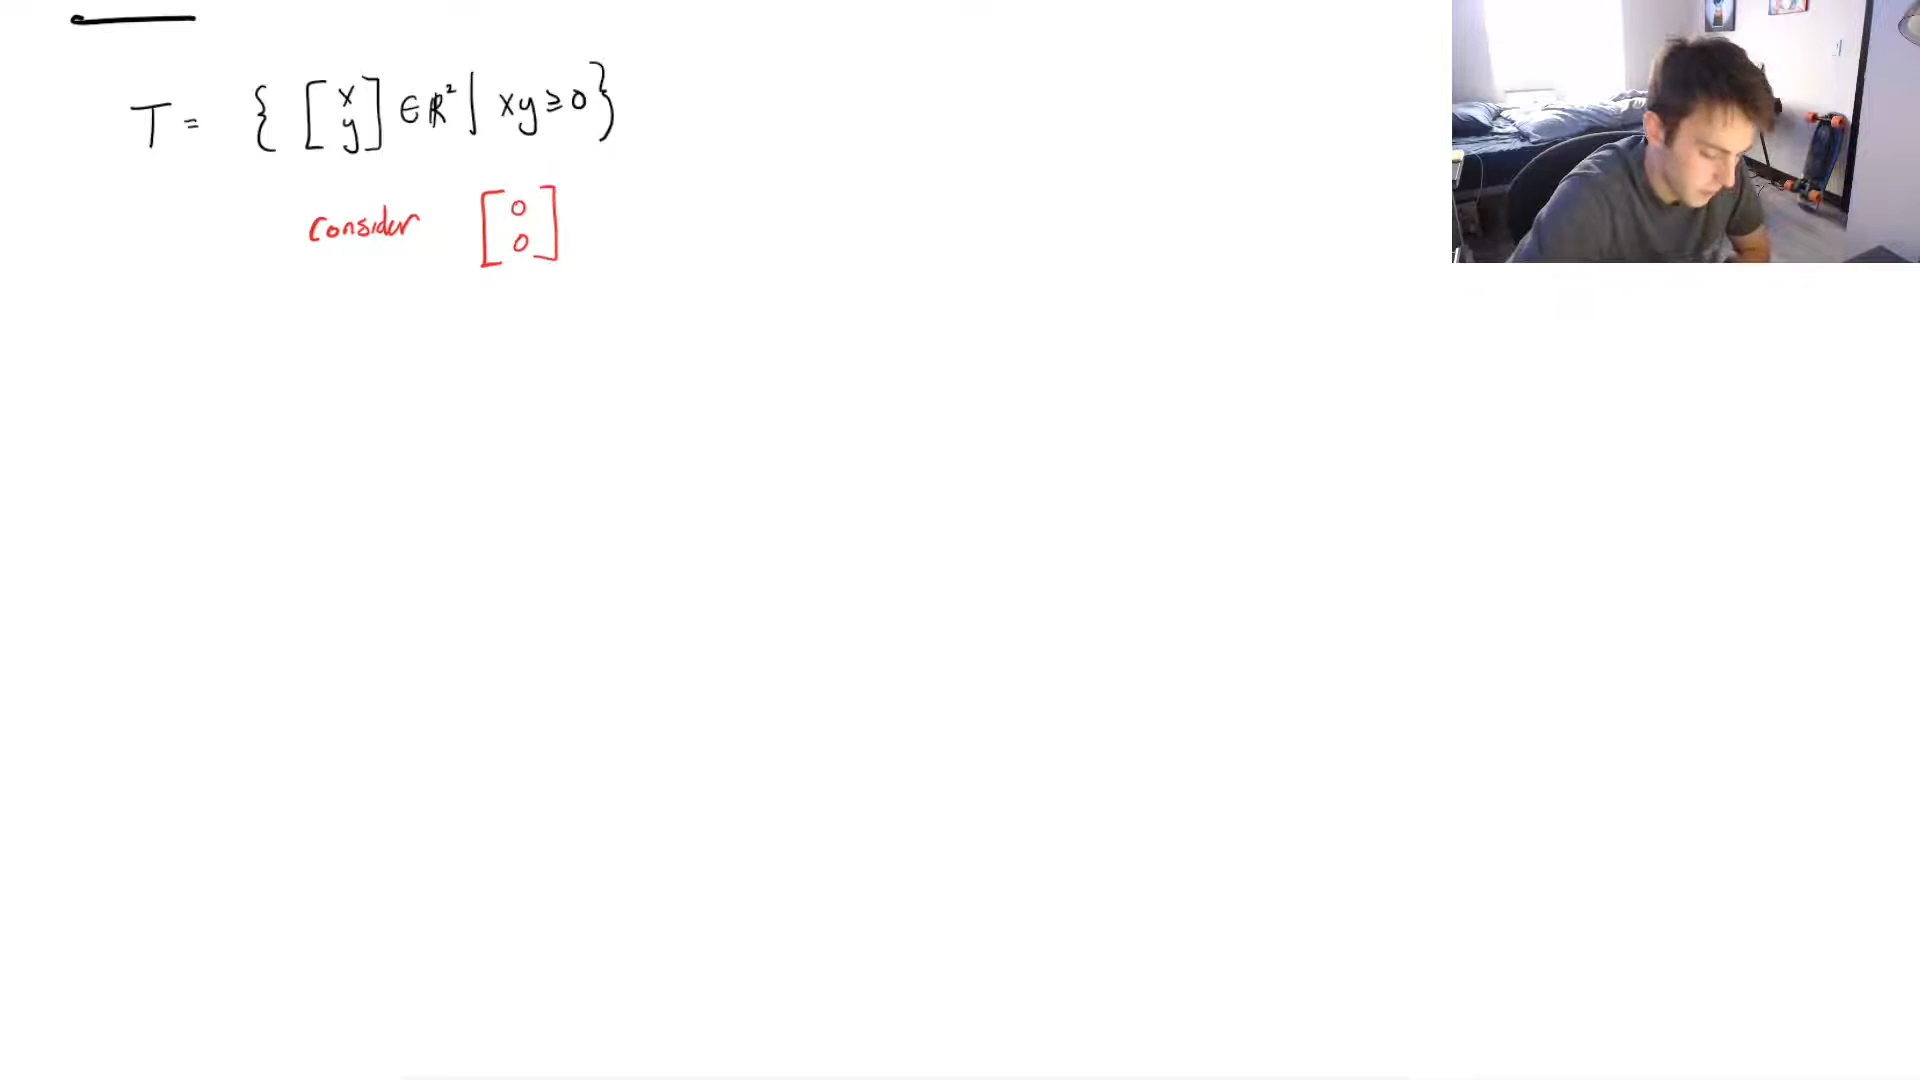 T = { [ x y ] ∈ ℝ² | xy ≥ 0 }
Consider [ 0 0 ]